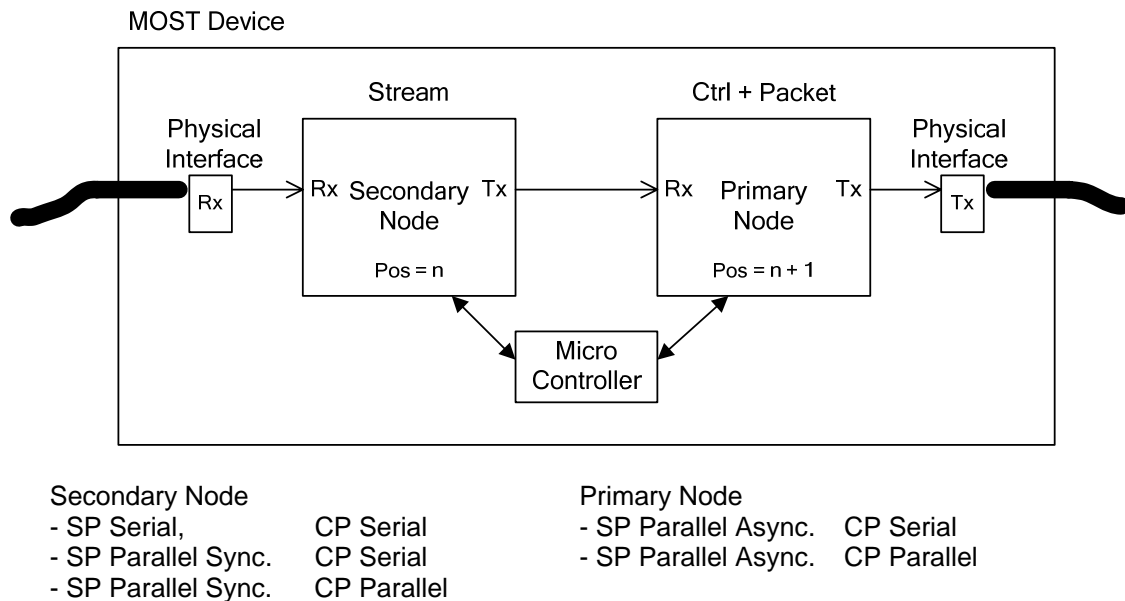 MOST Device
Stream
Ctrl + Packet
Physical
Interface
Physical
Interface
Rx
Rx
Secondary
Node
Tx
Pos = n
Rx
Primary
Node
Tx
Pos = n + 1
Tx
Micro
Controller
Secondary Node
- SP Serial, CP Serial
- SP Parallel Sync. CP Serial
- SP Parallel Sync. CP Parallel
Primary Node
- SP Parallel Async. CP Serial
- SP Parallel Async. CP Parallel